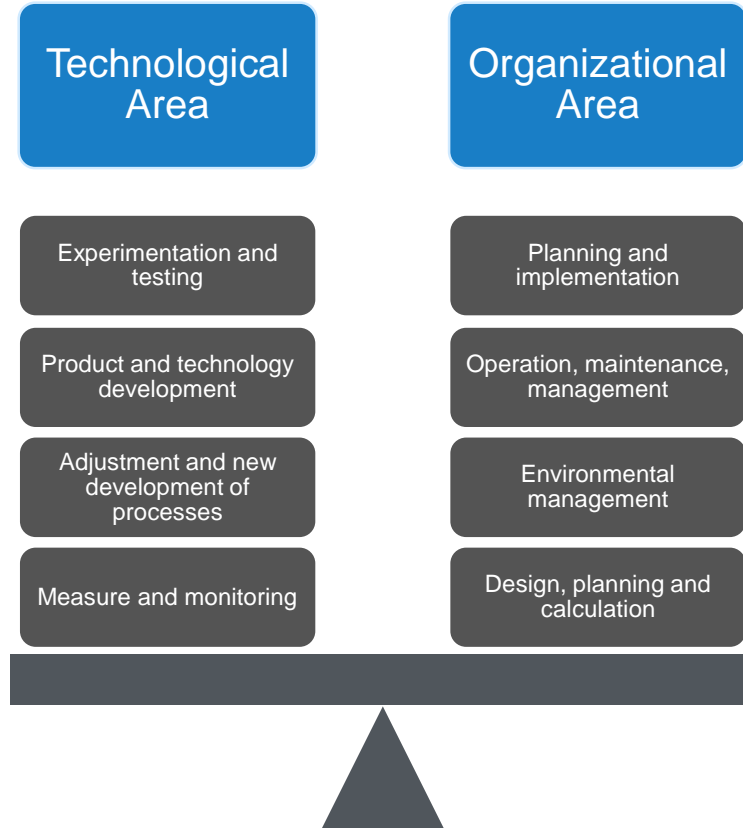 Technological
Area
Experimentation and
testing
Product and technology
development
Adjustment and new
development of
processes
Measure and monitoring
Organizational
Area
Planning and
implementation
Operation, maintenance,
management
Environmental
management
Design, planning and
calculation